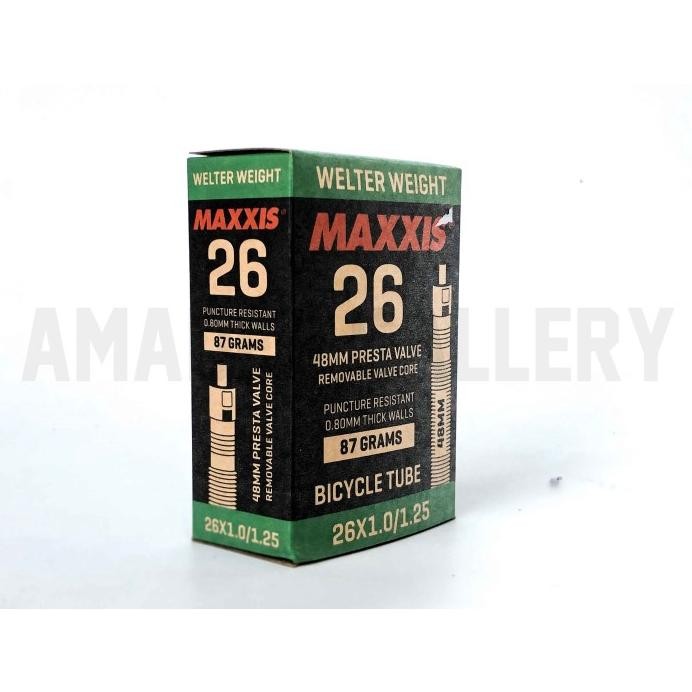 WELTER WEIGHT
MAXXIS
26
PUNCTURE RESISTANT
0.80MM THICK WALLS
87 GRAMS
48MM PRESTA VALVE
REMOVABLE VALVE CORE
26X1.0/1.25
WELTER WEIGHT
MAXXIS
26
48MM PRESTA VALVE
REMOVABLE VALVE CORE
PUNCTURE RESISTANT
0.80MM THICK WALLS
87 GRAMS
48MM
BICYCLE TUBE
26X1.0/1.25